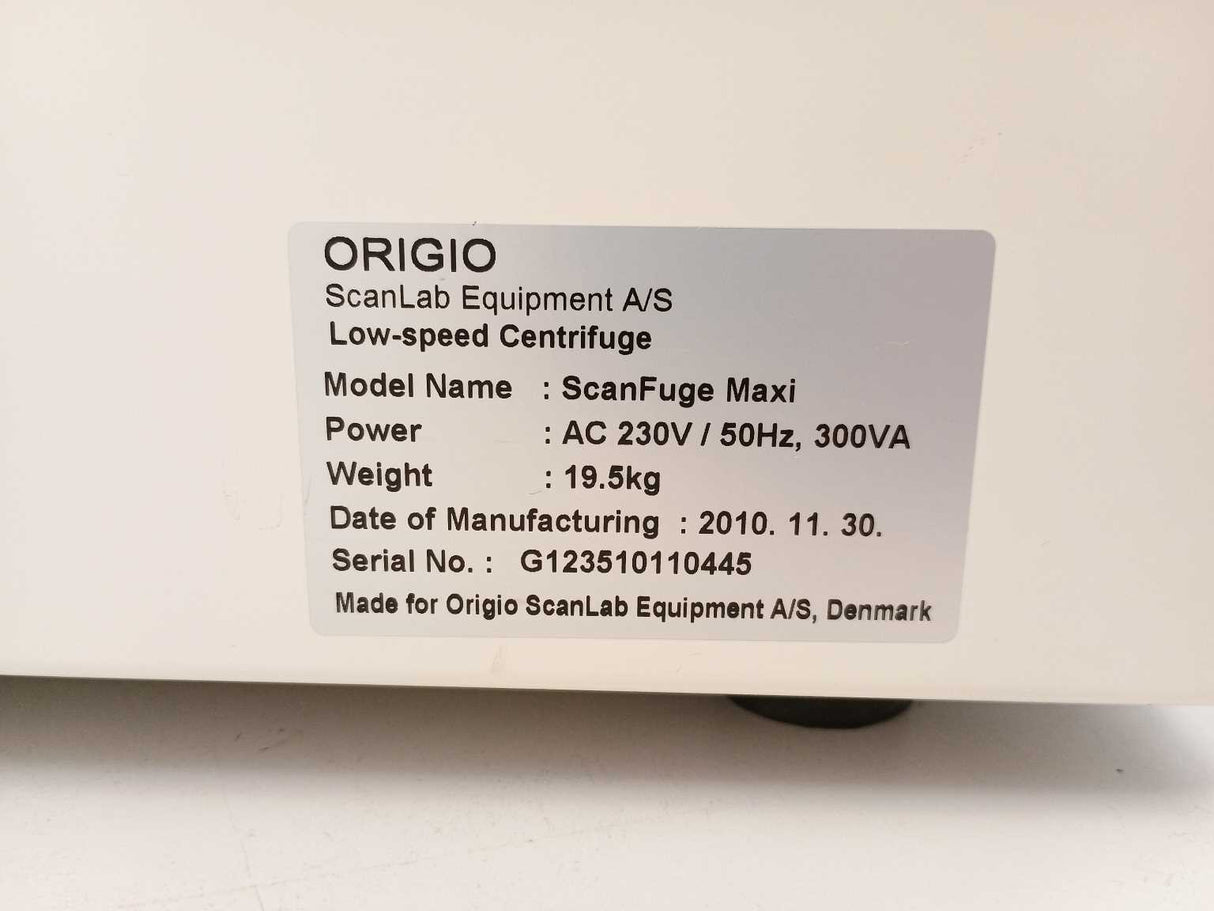 ORIGIO
ScanLab Equipment A/S
Low-speed Centrifuge
Model Name : ScanFuge Maxi
Power : AC 230V / 50Hz, 300VA
Weight : 19.5kg
Date of Manufacturing : 2010. 11. 30.
Serial No. : G123510110445
Made for Origio ScanLab Equipment A/S, Denmark